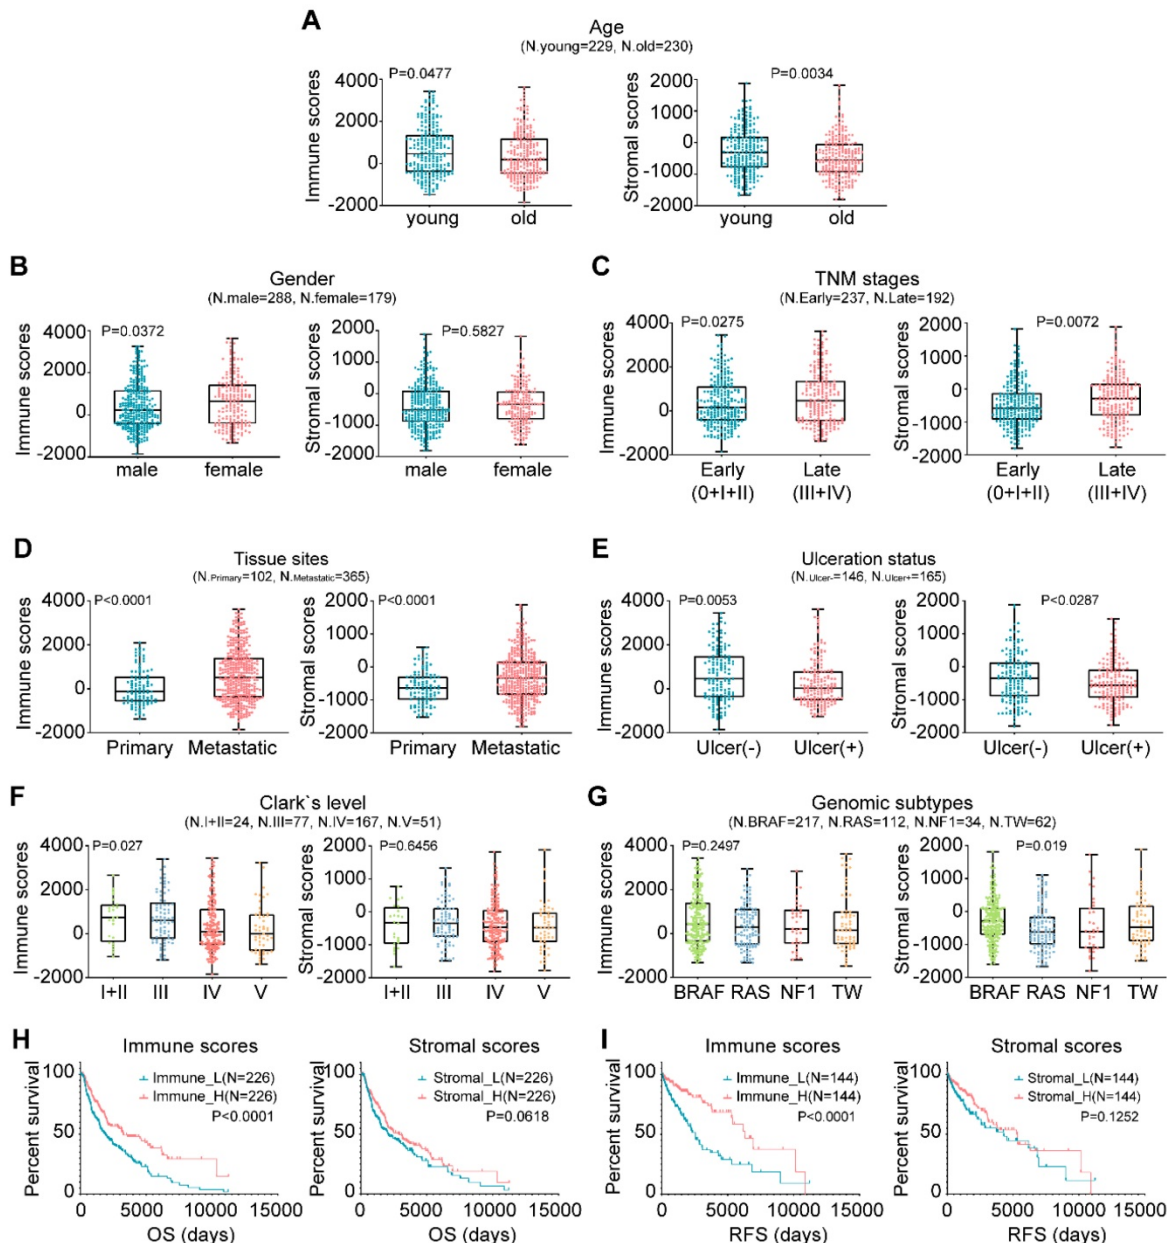 A
Age
(N.young=229, N.old=230)
Immune scores
4000
2000
0
-2000
P=0.0477
young
old
Stromal scores
2000
1000
0
-1000
-2000
P=0.0034
young
old
B
Gender
(N.male=288, N.female=179)
Immune scores
4000
2000
0
-2000
P=0.0372
male
female
Stromal scores
2000
1000
0
-1000
-2000
P=0.5827
male
female
C
TNM stages
(N.Early=237, N.Late=192)
Immune scores
4000
2000
0
-2000
P=0.0275
Early
(0+I+II)
Late
(III+IV)
Stromal scores
2000
1000
0
-1000
-2000
P=0.0072
Early
(0+I+II)
Late
(III+IV)
D
Tissue sites
(N.Primary=102, N.Metastatic=365)
Immune scores
4000
2000
0
-2000
P<0.0001
Primary
Metastatic
Stromal scores
2000
1000
0
-1000
-2000
P<0.0001
Primary
Metastatic
E
Ulceration status
(N.Ulcer-=146, N.Ulcer+=165)
Immune scores
4000
2000
0
-2000
P=0.0053
Ulcer(-)
Ulcer(+)
Stromal scores
2000
1000
0
-1000
-2000
P<0.0287
Ulcer(-)
Ulcer(+)
F
Clark`s level
(N.I+II=24, N.III=77, N.IV=167, N.V=51)
Immune scores
4000
2000
0
-2000
P=0.027
I+II
III
IV
V
Stromal scores
2000
1000
0
-1000
-2000
P=0.6456
I+II
III
IV
V
G
Genomic subtypes
(N.BRAF=217, N.RAS=112, N.NF1=34, N.TW=62)
Immune scores
4000
2000
0
-2000
P=0.2497
BRAF
RAS
NF1
TW
Stromal scores
2000
1000
0
-1000
-2000
P=0.019
BRAF
RAS
NF1
TW
H
Immune scores
Percent survival
100
50
0
Immune_L(N=226)
Immune_H(N=226)
P<0.0001
0
5000
10000
15000
OS (days)
Stromal scores
Percent survival
100
50
0
Stromal_L(N=226)
Stromal_H(N=226)
P=0.0618
0
5000
10000
15000
OS (days)
I
Immune scores
Percent survival
100
50
0
Immune_L(N=144)
Immune_H(N=144)
P<0.0001
0
5000
10000
15000
RFS (days)
Stromal scores
Percent survival
100
50
0
Stromal_L(N=144)
Stromal_H(N=144)
P=0.1252
0
5000
10000
15000
RFS (days)